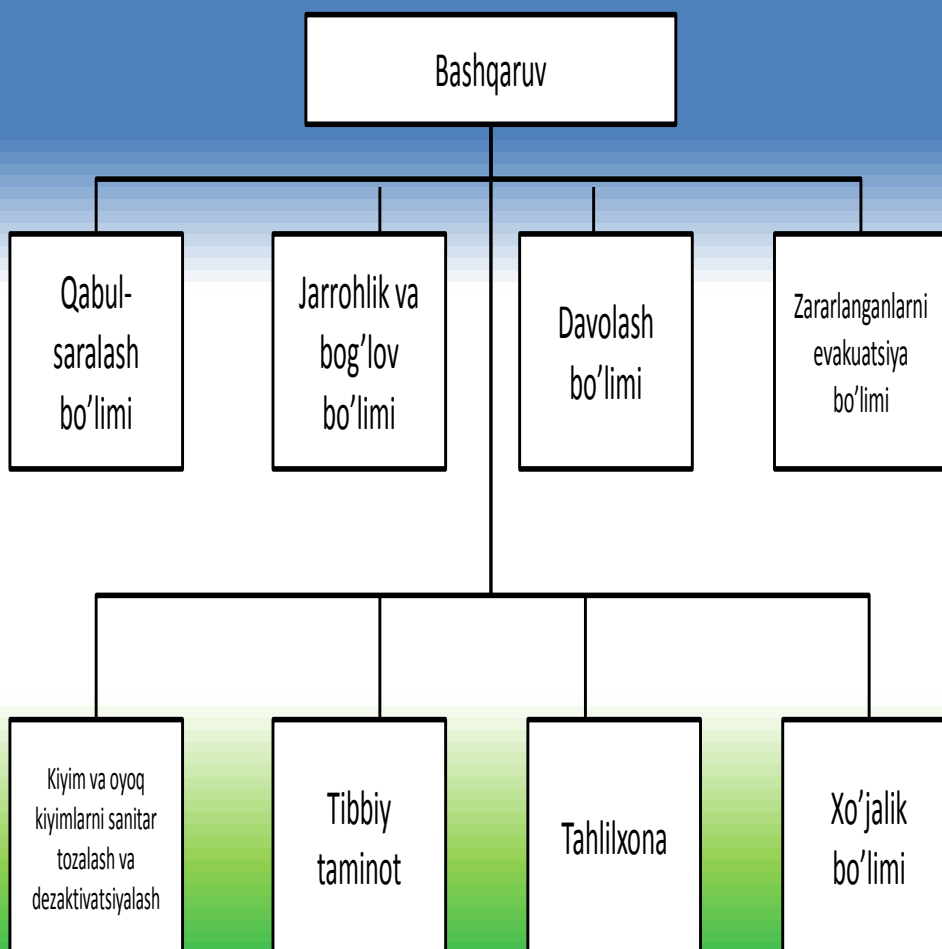 Bashqaruv
Qabul-
saralash
bo’limi
Jarrohlik va
bog’lov
bo’limi
Davolash
bo’limi
Zararlanganlarni
evakuatsiya
bo’limi
Kiyim va oyoq
kiyimlarni sanitar
tozalash va
dezaktivatsiyalash
Tibbiy
taminot
Tahlilxona
Xo’jalik
bo’limi